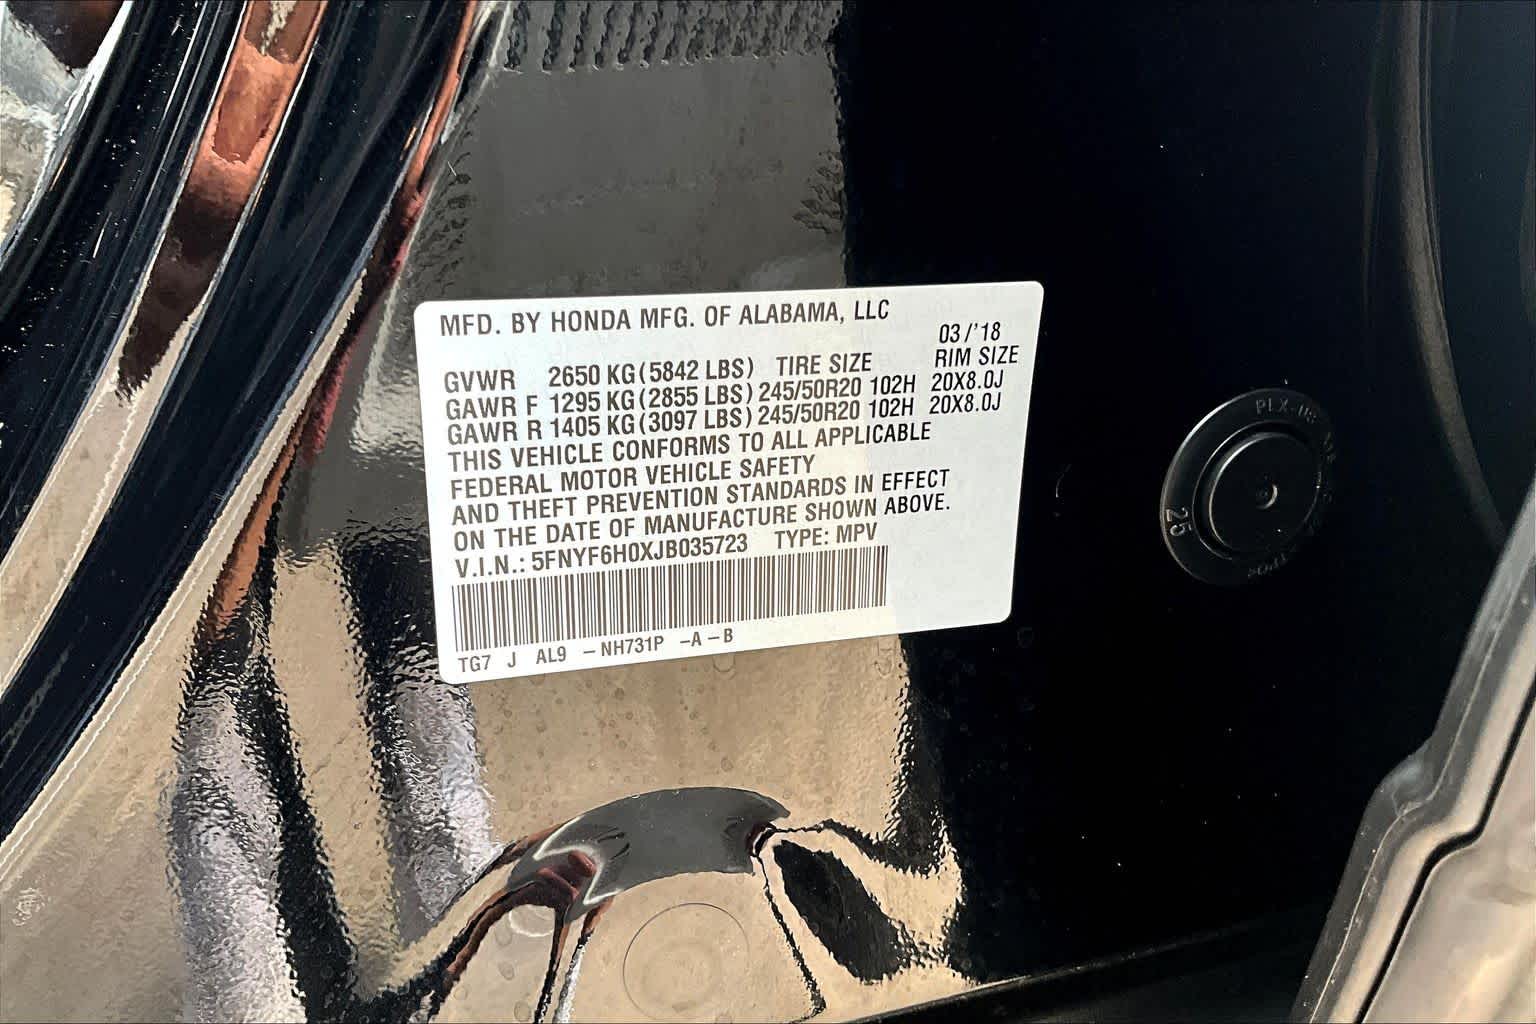 MFD. BY HONDA MFG. OF ALABAMA, LLC
03/'18
GVWR 2650 KG (5842 LBS) TIRE SIZE RIM SIZE
GAWR F 1295 KG (2855 LBS) 245/50R20 102H 20X8.0J
GAWR R 1405 KG (3097 LBS) 245/50R20 102H 20X8.0J
THIS VEHICLE CONFORMS TO ALL APPLICABLE
FEDERAL MOTOR VEHICLE SAFETY
AND THEFT PREVENTION STANDARDS IN EFFECT
ON THE DATE OF MANUFACTURE SHOWN ABOVE.
V.I.N.: 5FNYF6H0XJB035723 TYPE: MPV
TG7 J AL9 -NH731P -A-B
25